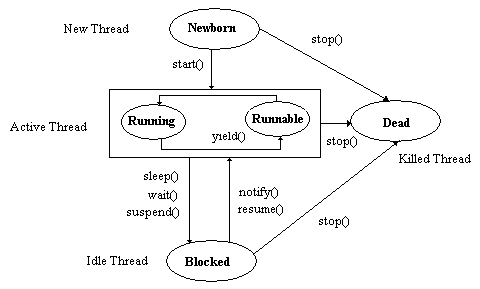 New Thread
Newborn
stop()
start()
Active Thread
Running
Runnable
yield()
stop()
Dead
Killed Thread
sleep()
wait()
suspend()
notify()
resume()
stop()
Idle Thread
Blocked